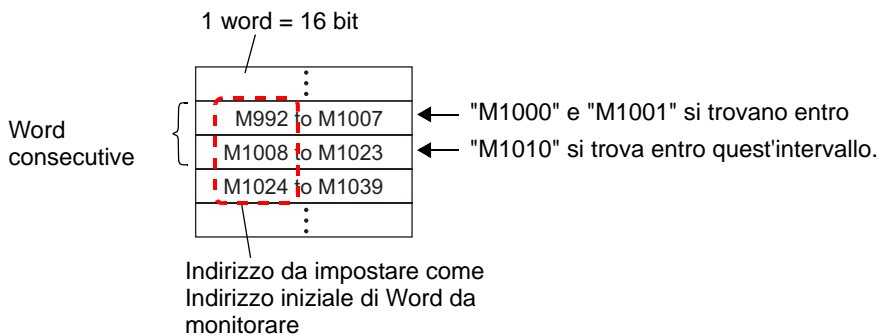 1 word = 16 bit
Word
consecutive
M992 to M1007
M1008 to M1023
M1024 to M1039
"M1000" e "M1001" si trovano entro
"M1010" si trova entro quest'intervallo.
Indirizzo da impostare come
Indirizzo iniziale di Word da
monitorare